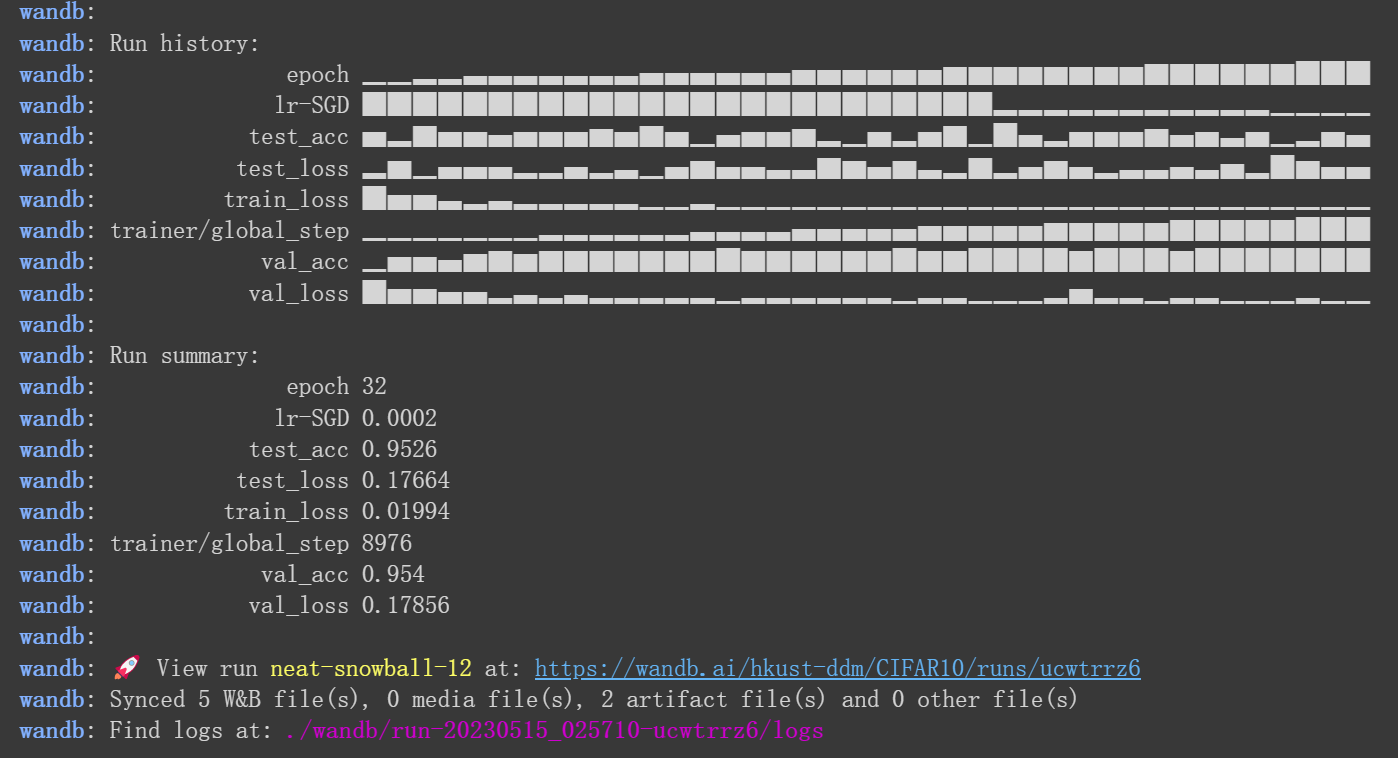 wandb:
wandb: Run history:
wandb: epoch
wandb: lr-SGD
wandb: test_acc
wandb: test_loss
wandb: train_loss
wandb: trainer/global_step
wandb: val_acc
wandb: val_loss
wandb:
wandb: Run summary:
wandb: epoch 32
wandb: lr-SGD 0.0002
wandb: test_acc 0.9526
wandb: test_loss 0.17664
wandb: train_loss 0.01994
wandb: trainer/global_step 8976
wandb: val_acc 0.954
wandb: val_loss 0.17856
wandb:
wandb: 🚀 View run neat-snowball-12 at: https://wandb.ai/hkust-ddm/CIFAR10/runs/ucwtrrz6
wandb: Synced 5 W&B file(s), 0 media file(s), 2 artifact file(s) and 0 other file(s)
wandb: Find logs at: ./wandb/run-20230515_025710-ucwtrrz6/logs